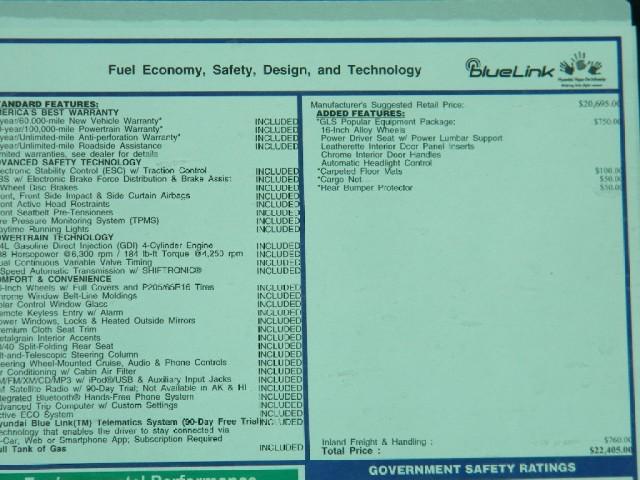 Fuel Economy, Safety, Design, and Technology
blueLink
STANDARD FEATURES:
AMERICA'S BEST WARRANTY
year/60,000-mile New Vehicle Warranty* INCLUDED
year/100,000-mile Powertrain Warranty* INCLUDED
year/Unlimited-mile Anti-perforation Warranty* INCLUDED
year/Unlimited-mile Roadside Assistance INCLUDED
mited warranties, see dealer for details
VANCED SAFETY TECHNOLOGY
ectronic Stability Control (ESC) w/ Traction Control INCLUDED
BS w/ Electronic Brake Force Distribution & Brake Assist INCLUDED
Wheel Disc Brakes INCLUDED
ont, Front Side Impact & Side Curtain Airbags INCLUDED
ont Active Head Restraints INCLUDED
ont Seatbelt Pre-Tensioners INCLUDED
re Pressure Monitoring System (TPMS) INCLUDED
aytime Running Lights INCLUDED
OWERTRAIN TECHNOLOGY
4L Gasoline Direct Injection (GDI) 4-Cylinder Engine INCLUDED
98 Horsepower @6,300 rpm / 184 lb-ft Torque @4,250 rpm INCLUDED
ual Continuous Variable Valve Timing INCLUDED
Speed Automatic Transmission w/ SHIFTRONIC® INCLUDED
OMFORT & CONVENIENCE
-Inch Wheels w/ Full Covers and P205/65R16 Tires INCLUDED
hrome Window Belt-Line Moldings INCLUDED
olar Control Window Glass INCLUDED
emote Keyless Entry w/ Alarm INCLUDED
ower Windows, Locks & Heated Outside Mirrors INCLUDED
remium Cloth Seat Trim INCLUDED
etalgrain Interior Accents INCLUDED
0/40 Split-Folding Rear Seat INCLUDED
ilt-and-Telescopic Steering Column INCLUDED
teering Wheel-Mounted Cruise, Audio & Phone Controls INCLUDED
ir Conditioning w/ Cabin Air Filter INCLUDED
M/FM/XM/CD/MP3 w/ iPod®/USB & Auxiliary Input Jacks INCLUDED
M Satellite Radio w/ 90-Day Trial; Not Available in AK & HI INCLUDED
tegrated Bluetooth® Hands-Free Phone System INCLUDED
dvanced Trip Computer w/ Custom Settings INCLUDED
ctive ECO System INCLUDED
yundai Blue Link(TM) Telematics System (90-Day Free Trial INCLUDED
echnology that enables the driver to stay connected via
-Car, Web or Smartphone App; Subscription Required
ull Tank of Gas INCLUDED
Manufacturer's Suggested Retail Price: $20,695.00
ADDED FEATURES:
*GLS Popular Equipment Package: $750.00
16-Inch Alloy Wheels
Power Driver Seat w/ Power Lumbar Support
Leatherette Interior Door Panel Inserts
Chrome Interior Door Handles
Automatic Headlight Control
*Carpeted Floor Mats $100.00
*Cargo Net $50.00
*Rear Bumper Protector $50.00
Inland Freight & Handling : $760.00
Total Price : $22,405.00
GOVERNMENT SAFETY RATINGS
Environmental Performance